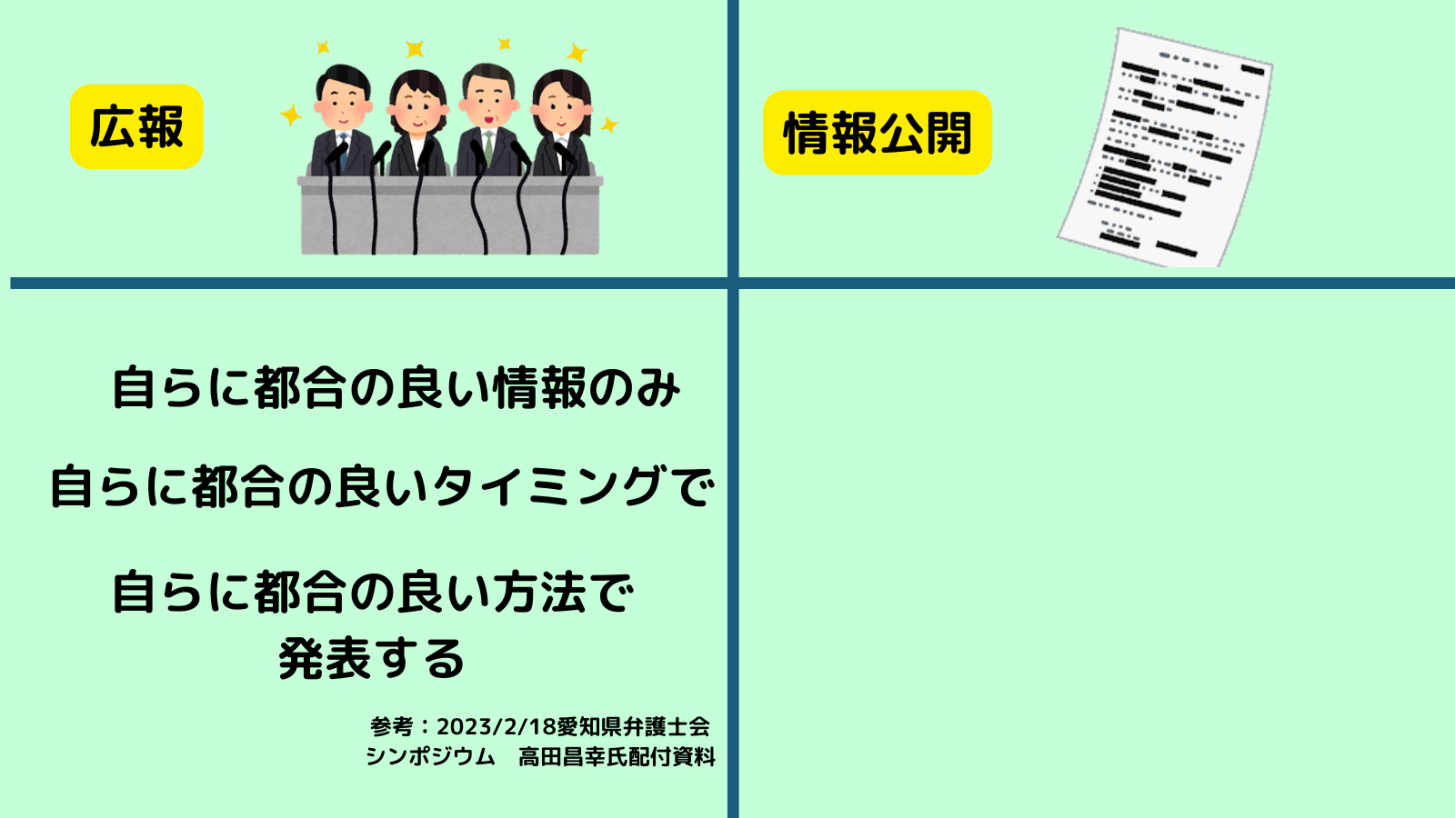 広報
情報公開
自らに都合の良い情報のみ
自らに都合の良いタイミングで
自らに都合の良い方法で
発表する
参考：2023/2/18愛知県弁護士会
シンポジウム　高田昌幸氏配付資料